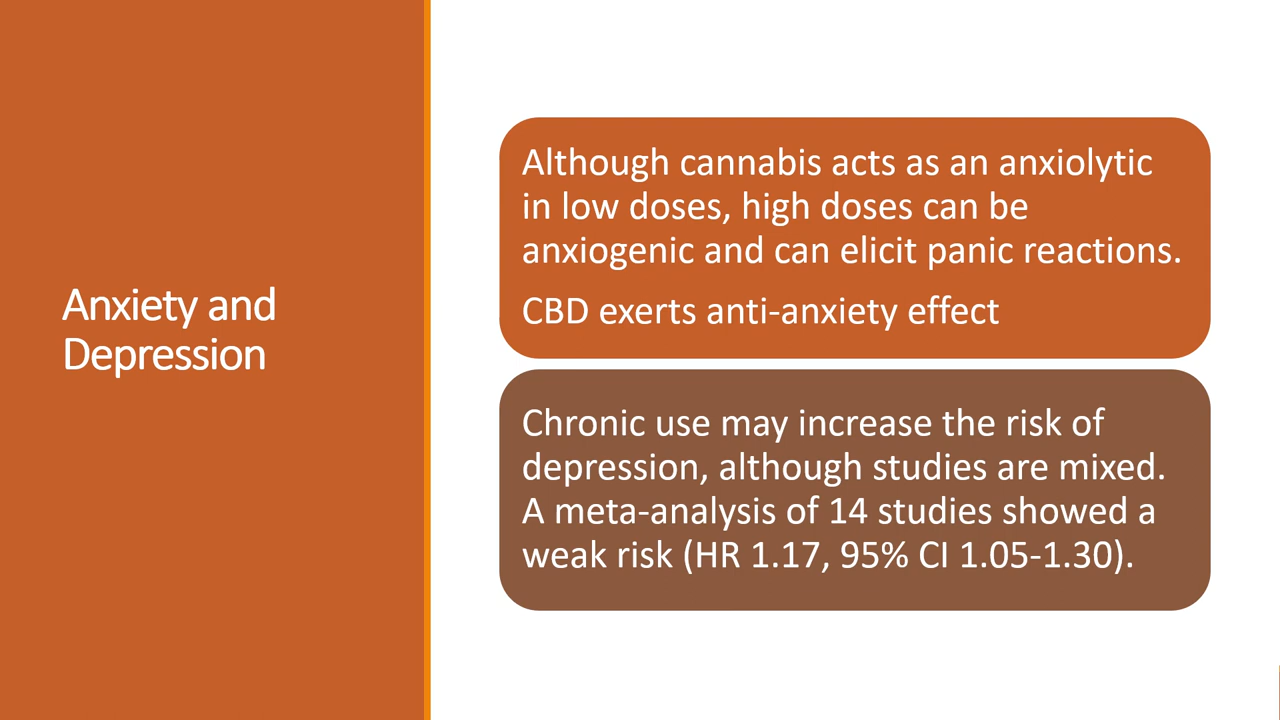 Anxiety and
Depression
Although cannabis acts as an anxiolytic
in low doses, high doses can be
anxiogenic and can elicit panic reactions.
CBD exerts anti-anxiety effect
Chronic use may increase the risk of
depression, although studies are mixed.
A meta-analysis of 14 studies showed a
weak risk (HR 1.17, 95% CI 1.05-1.30).